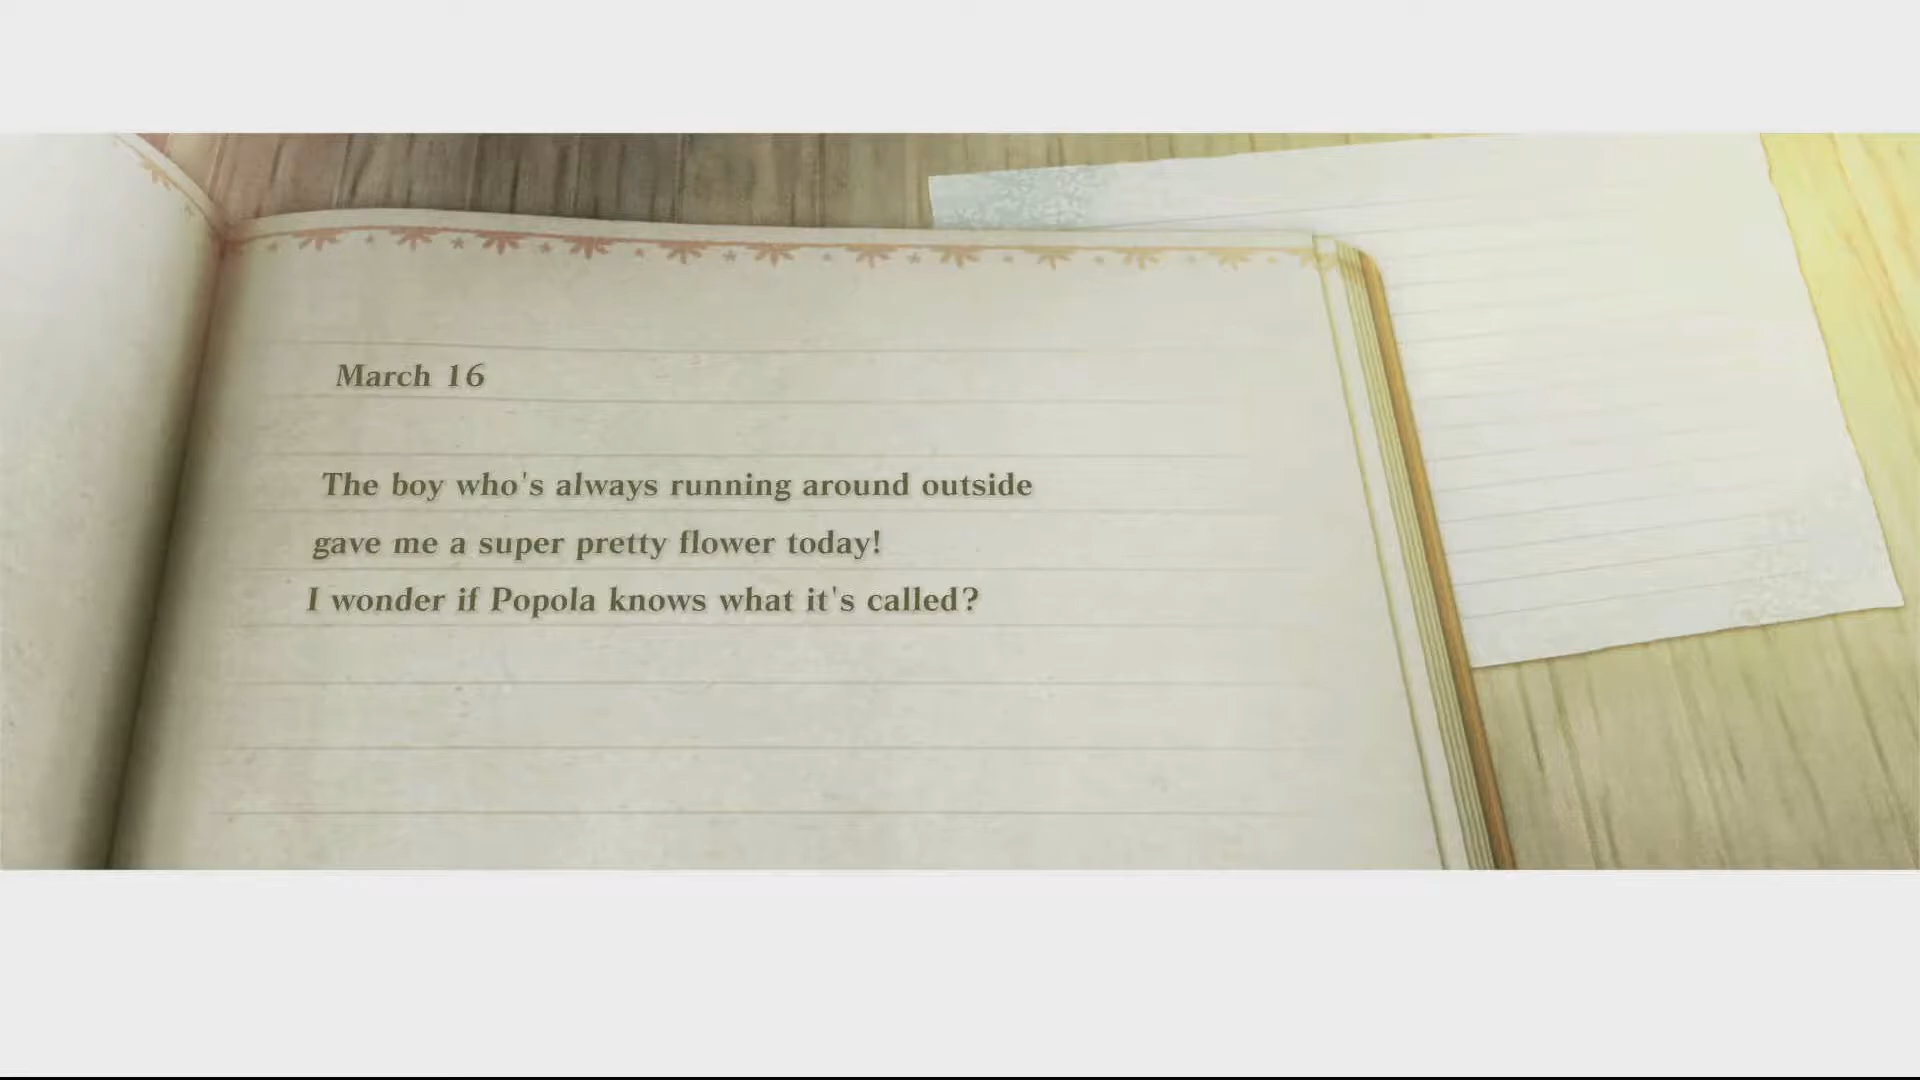 March 16
The boy who's always running around outside
gave me a super pretty flower today!
I wonder if Popola knows what it's called?